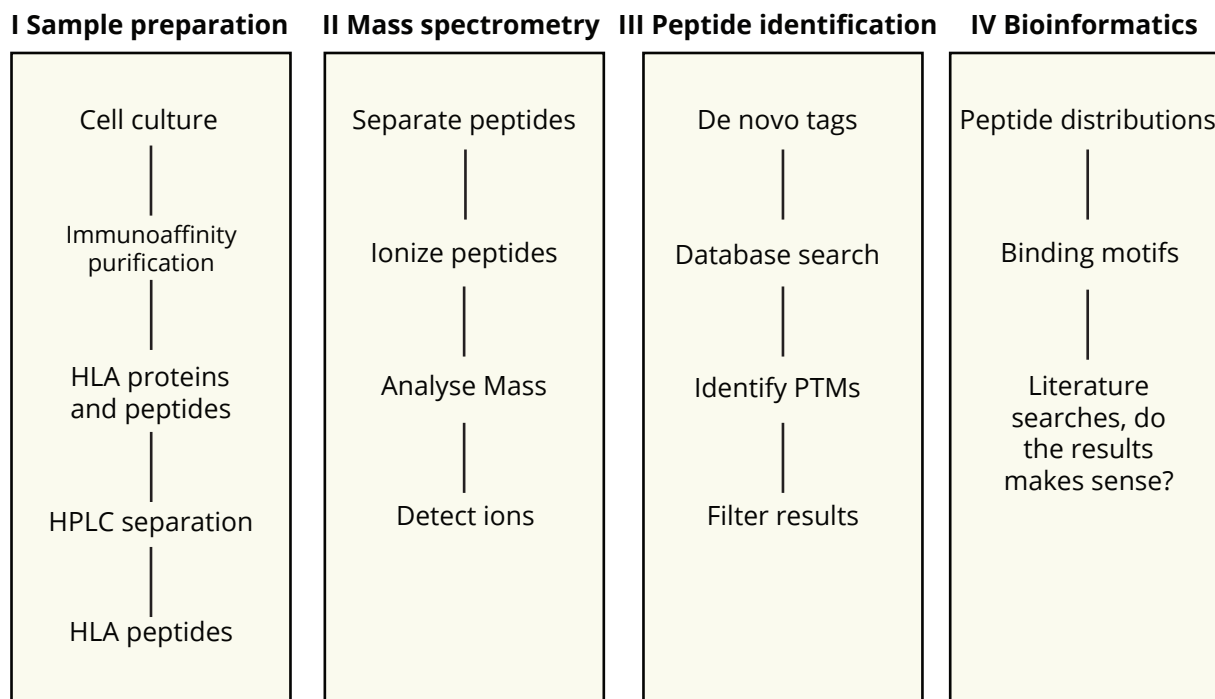 I Sample preparation
Cell culture
Immunoaffinity
purification
HLA proteins
and peptides
HPLC separation
HLA peptides
II Mass spectrometry
Separate peptides
Ionize peptides
Analyse Mass
Detect ions
III Peptide identification
De novo tags
Database search
Identify PTMs
Filter results
IV Bioinformatics
Peptide distributions
Binding motifs
Literature
searches, do
the results
makes sense?